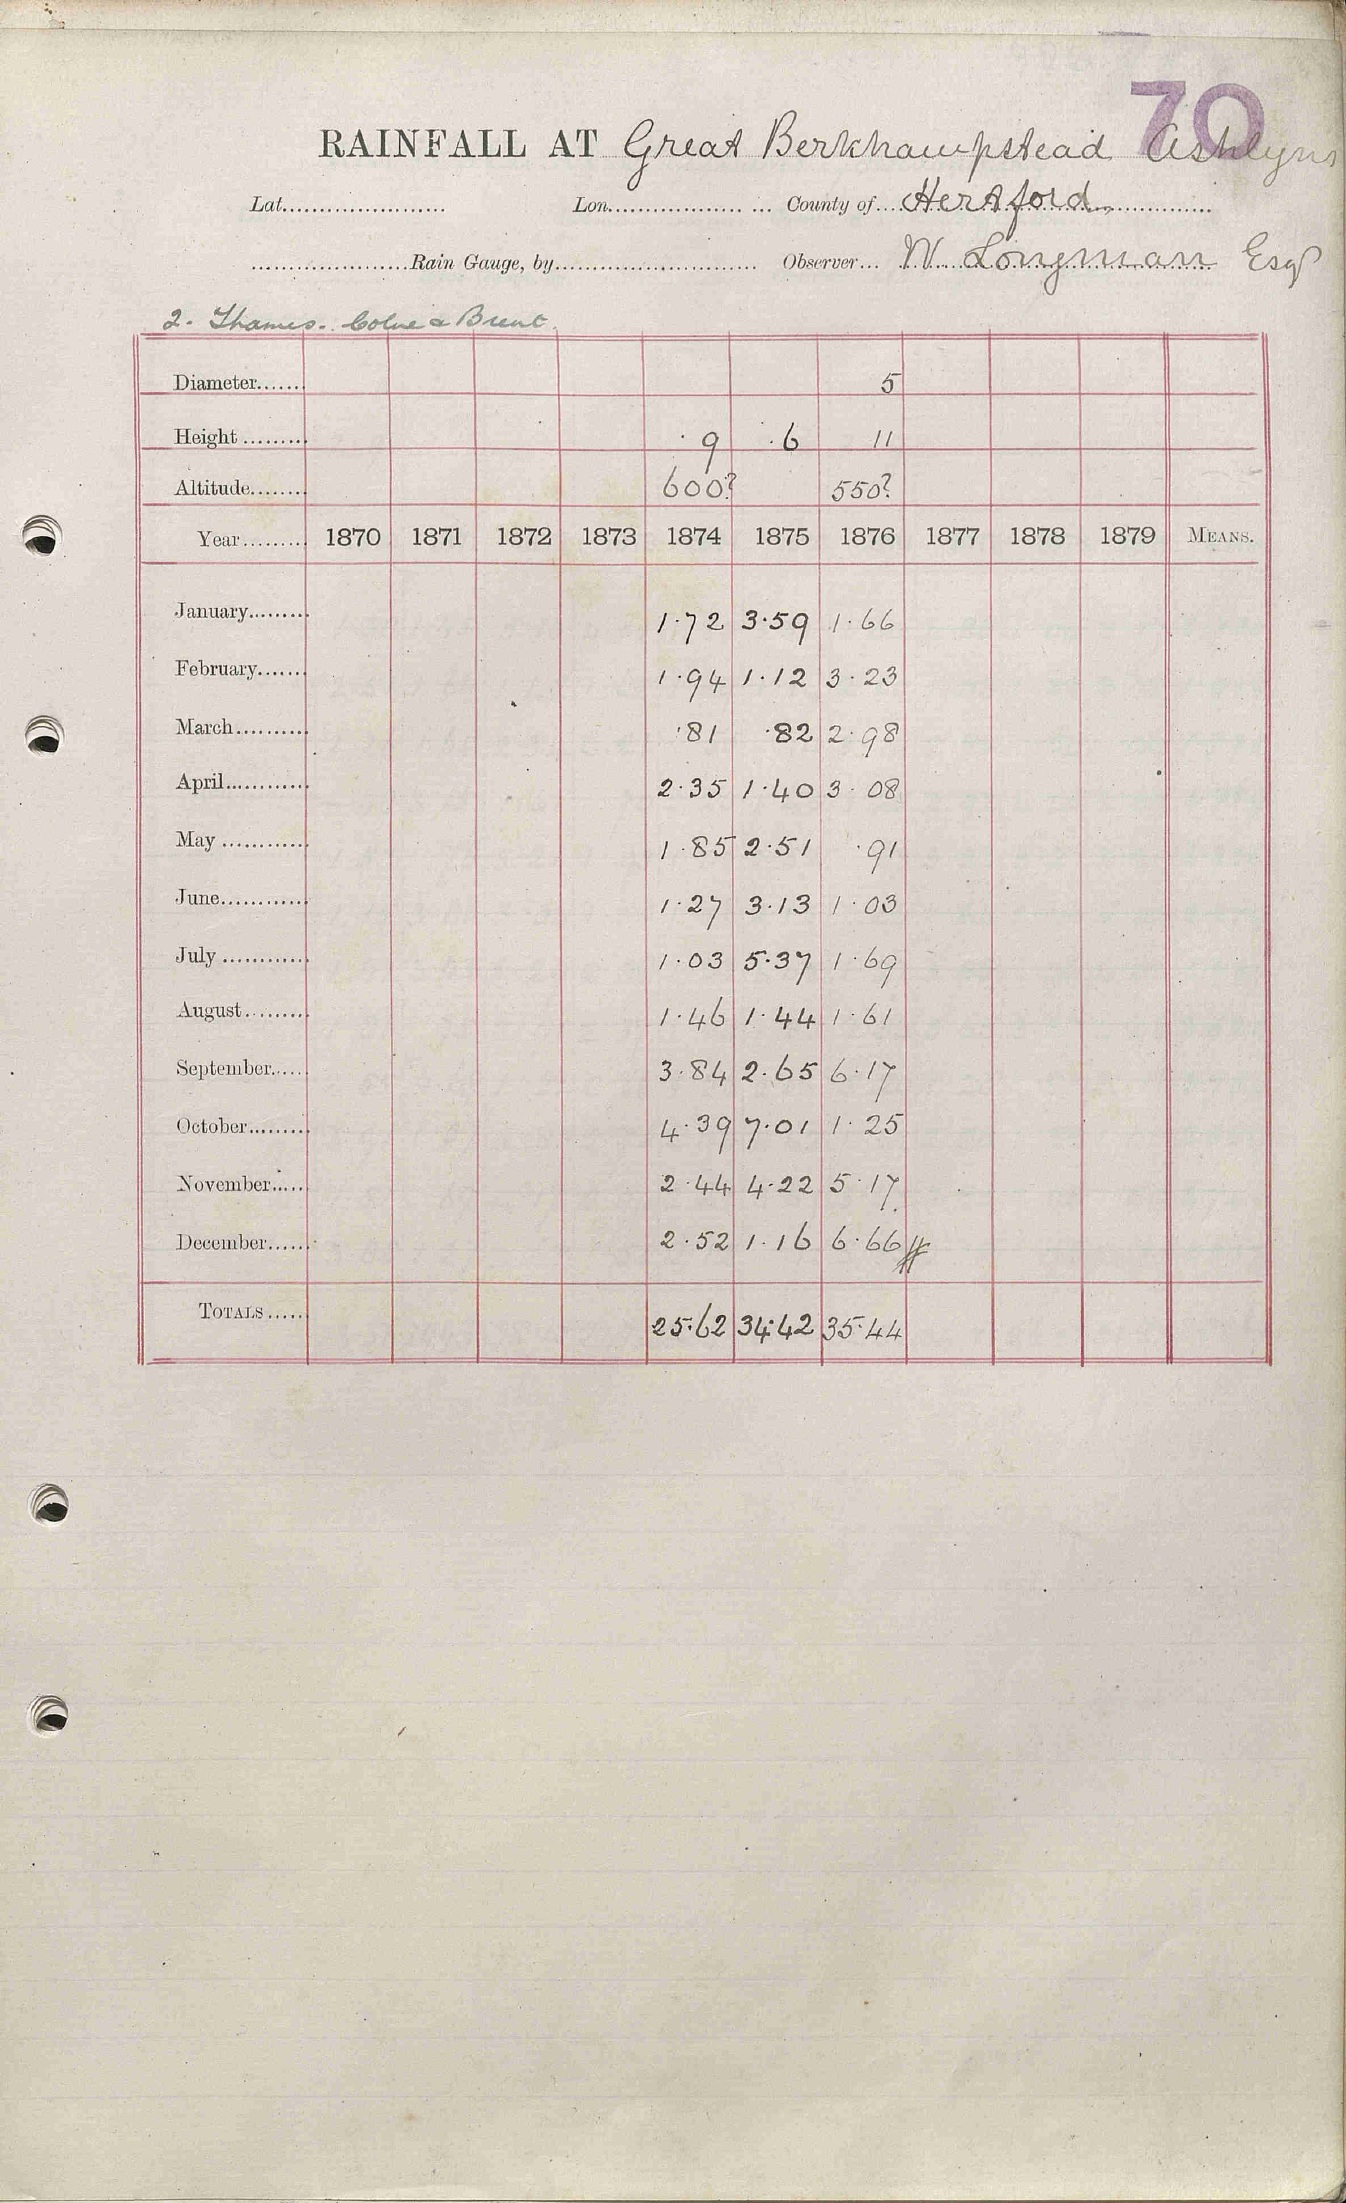 70
RAINFALL AT Great Berkhampstead Ashlyns
Lat...................... Lon.................. ... County of... Hertford
.....................Rain Gauge, by........................... Observer... W Longman Esq
2. Thames. Colne & Brent.
Diameter....... 5
Height ......... .9 .6 11
Altitude........ 600? 550?
Year......... 1870 1871 1872 1873 1874 1875 1876 1877 1878 1879 MEANS.
January......... 1.72 3.59 1.66
February....... 1.94 1.12 3.23
March.......... .81 .82 2.98
April............ 2.35 1.40 3.08
May ............ 1.85 2.51 .91
June............ 1.27 3.13 1.03
July ............ 1.03 5.37 1.69
August......... 1.46 1.44 1.61
September...... 3.84 2.65 6.17
October......... 4.39 7.01 1.25
November...... 2.44 4.22 5.17
December...... 2.52 1.16 6.66 #
TOTALS...... 25.62 34.42 35.44